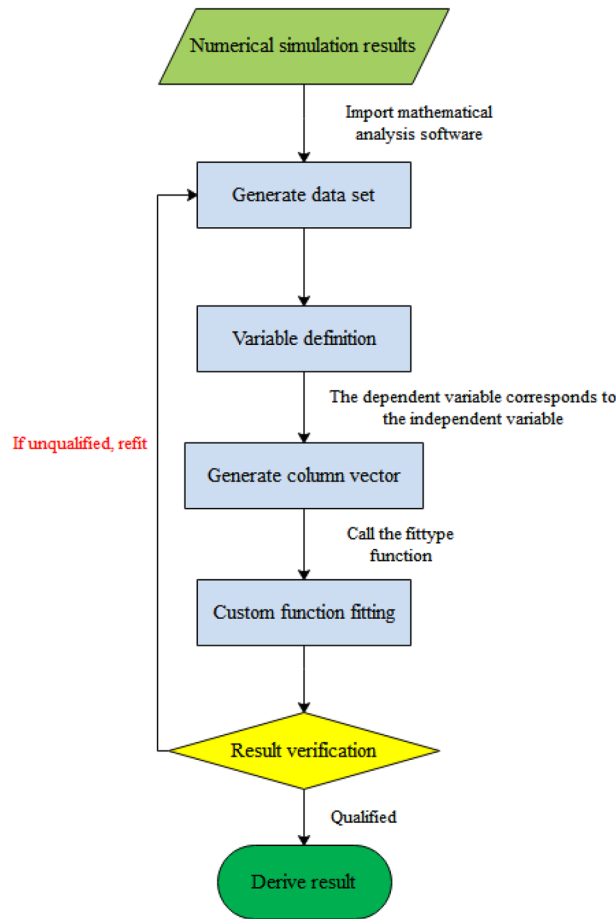 Numerical simulation results
Import mathematical
analysis software
Generate data set
Variable definition
The dependent variable corresponds to
the independent variable
If unqualified, refit
Generate column vector
Call the fittype
function
Custom function fitting
Result verification
Qualified
Derive result